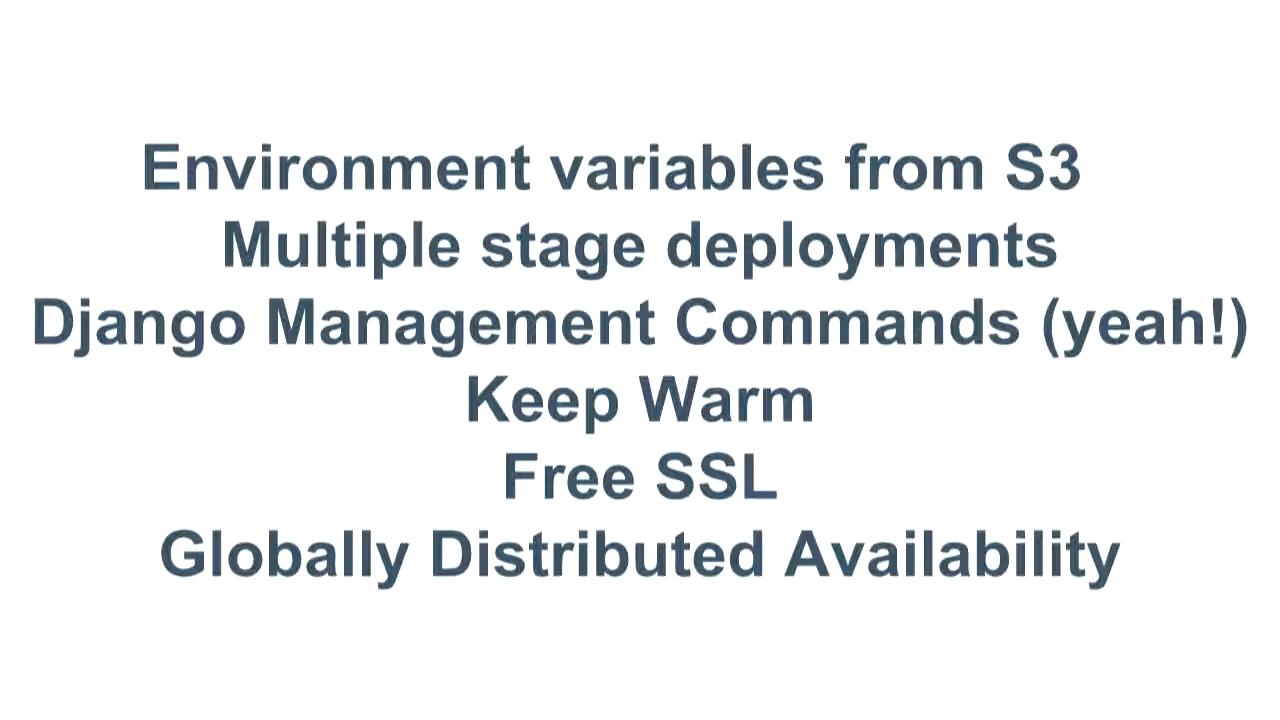 Environment variables from S3
Multiple stage deployments
Django Management Commands (yeah!)
Keep Warm
Free SSL
Globally Distributed Availability